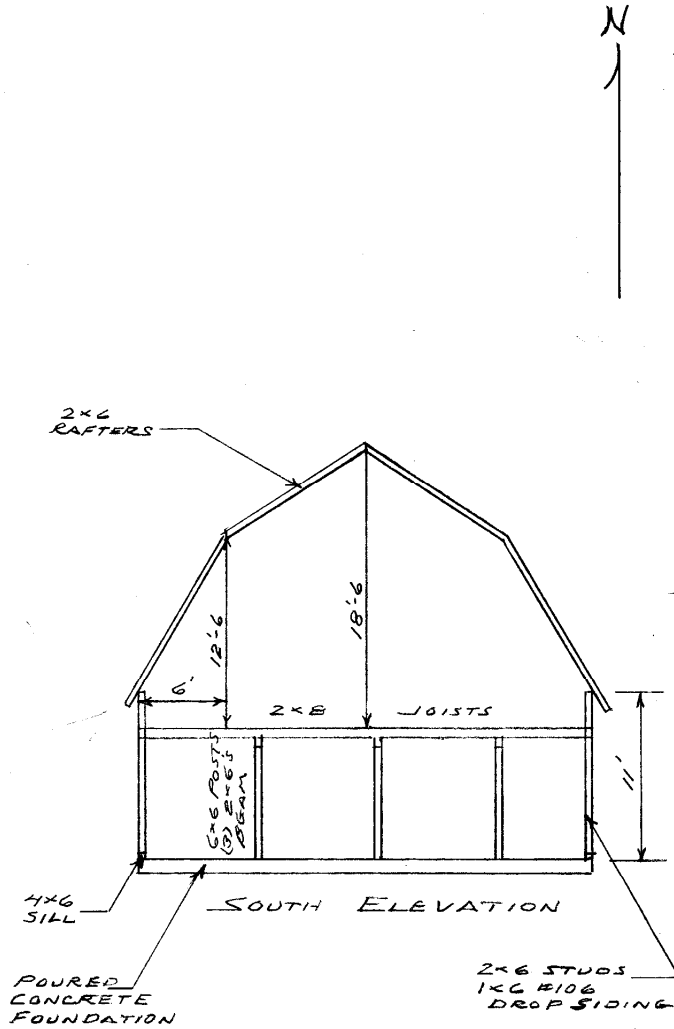 N
2×6
RAFTERS
12'-6
18'-6
6'
2×8 JOISTS
6×6 POSTS
(3) 2×6'S
BEAM
11'
4×6
SILL
SOUTH ELEVATION
POURED
CONCRETE
FOUNDATION
2×6 STUDS
1×6 #106
DROP SIDING